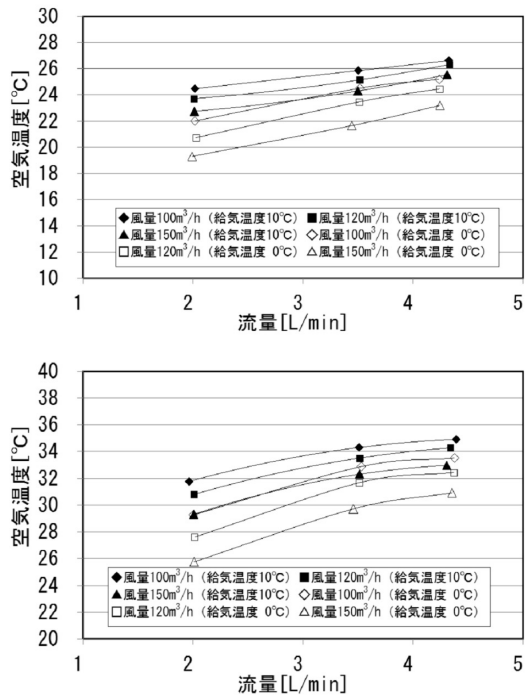 空気温度[℃]
30
28
26
24
22
20
18
16
14
12
10
◆風量100m³/h (給気温度10℃) ■風量120m³/h (給気温度10℃)
▲風量150m³/h (給気温度10℃) ◇風量100m³/h (給気温度 0℃)
□風量120m³/h (給気温度 0℃) △風量150m³/h (給気温度 0℃)
1 2 3 4 5
流量[L/min]
空気温度[℃]
40
38
36
34
32
30
28
26
24
22
20
◆風量100m³/h (給気温度10℃) ■風量120m³/h (給気温度10℃)
▲風量150m³/h (給気温度10℃) ◇風量100m³/h (給気温度 0℃)
□風量120m³/h (給気温度 0℃) △風量150m³/h (給気温度 0℃)
1 2 3 4 5
流量[L/min]